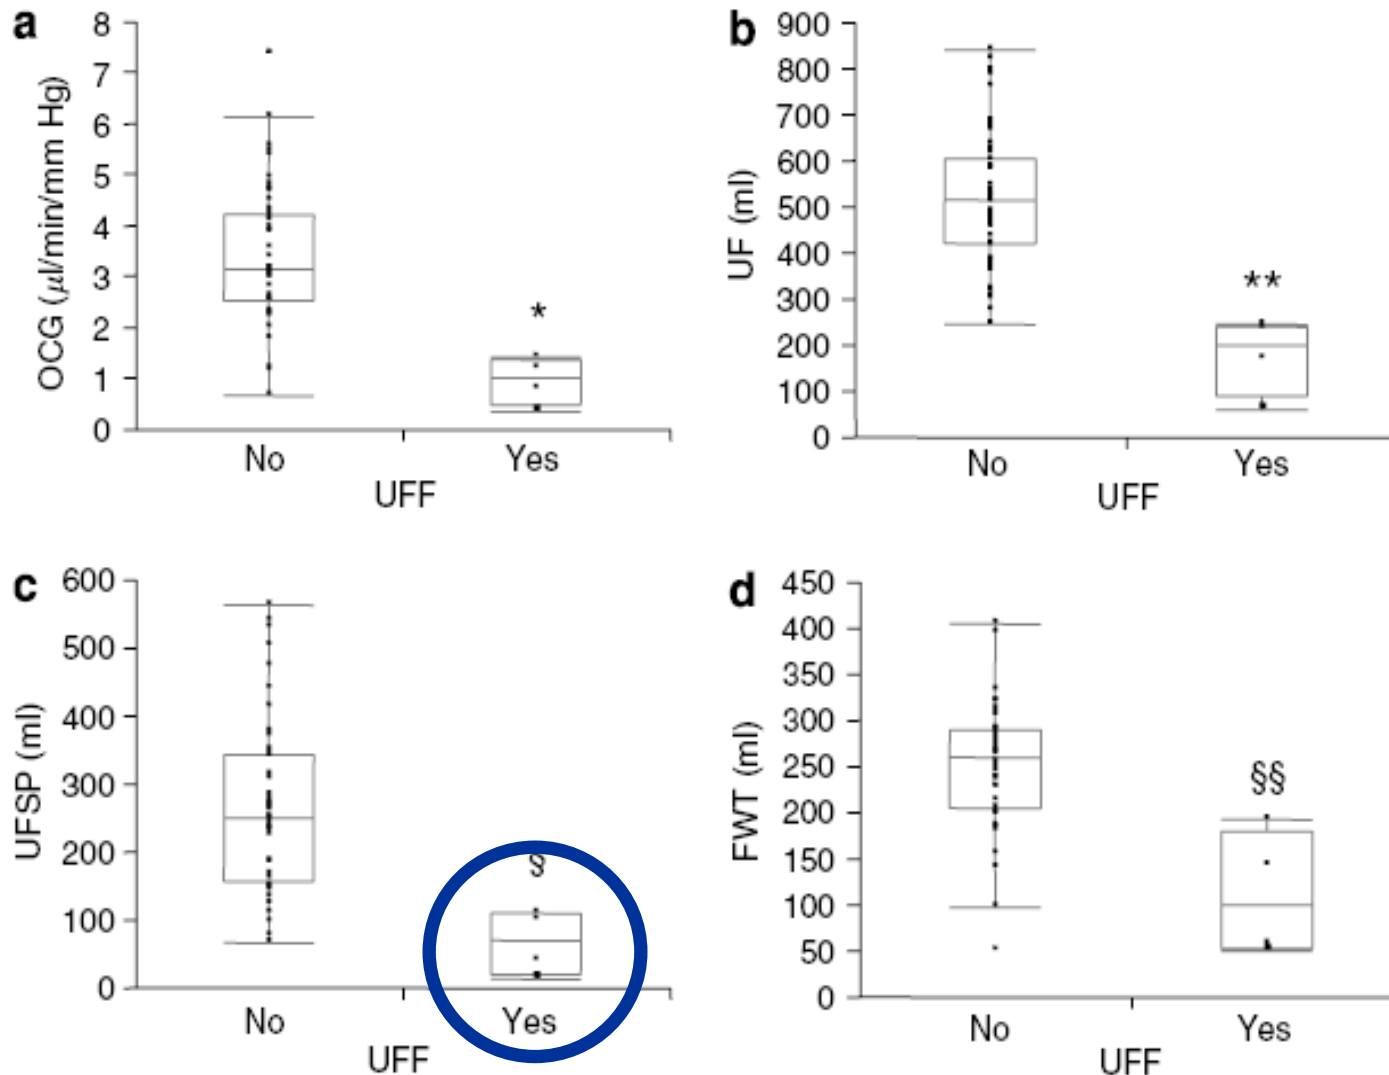 a
OCG (μl/min/mm Hg)
8
7
6
5
4
3
2
1
0
*
No Yes
UFF
b
UF (ml)
900
800
700
600
500
400
300
200
100
0
**
No Yes
UFF
c
UFSP (ml)
600
500
400
300
200
100
0
§
No Yes
UFF
d
FWT (ml)
450
400
350
300
250
200
150
100
50
0
§§
No Yes
UFF